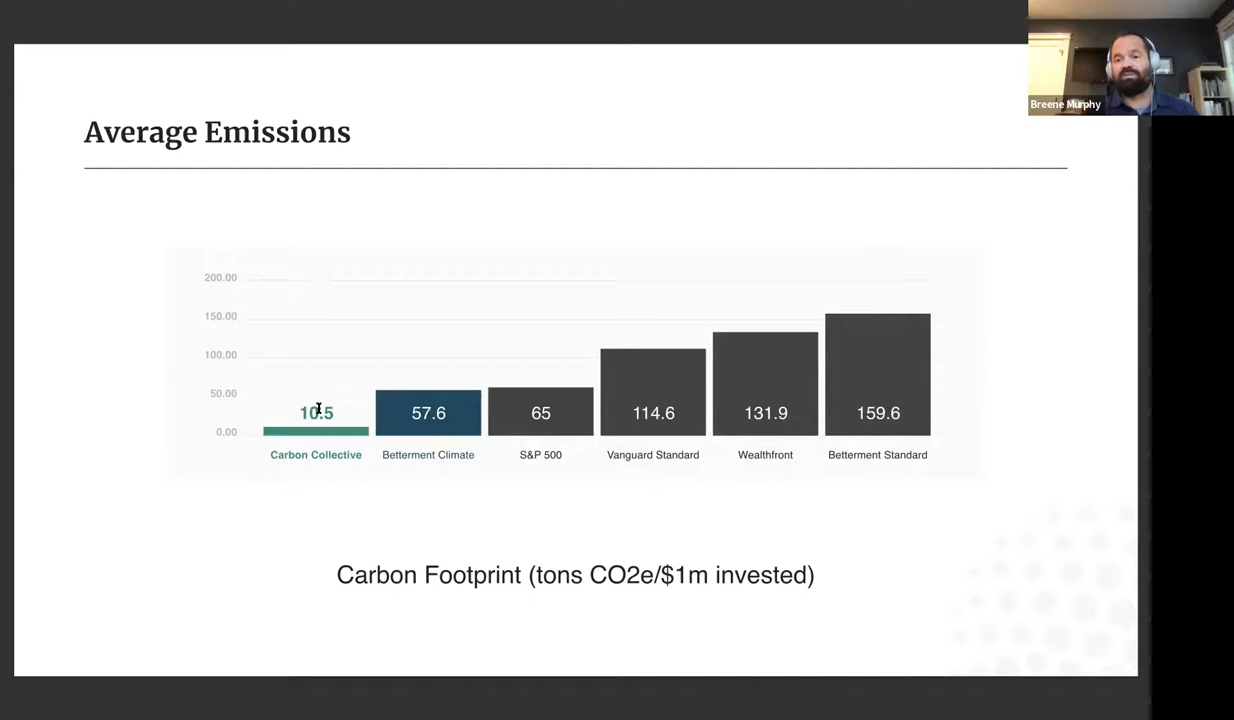 Breene Murphy
Average Emissions
200.00
150.00
100.00
50.00
0.00
10.5
57.6
65
114.6
131.9
159.6
Carbon Collective
Betterment Climate
S&P 500
Vanguard Standard
Wealthfront
Betterment Standard
Carbon Footprint (tons CO2e/$1m invested)